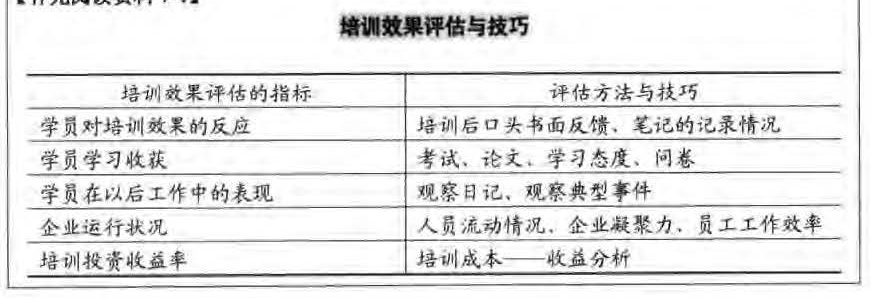 培训效果评估与技巧
培训效果评估的指标 评估方法与技巧
学员对培训效果的反应 培训后口头书面反馈、笔记的记录情况
学员学习收获 考试、论文、学习态度、问卷
学员在以后工作中的表现 观察日记、观察典型事件
企业运行状况 人员流动情况、企业凝聚力、员工工作效率
培训投资收益率 培训成本——收益分析